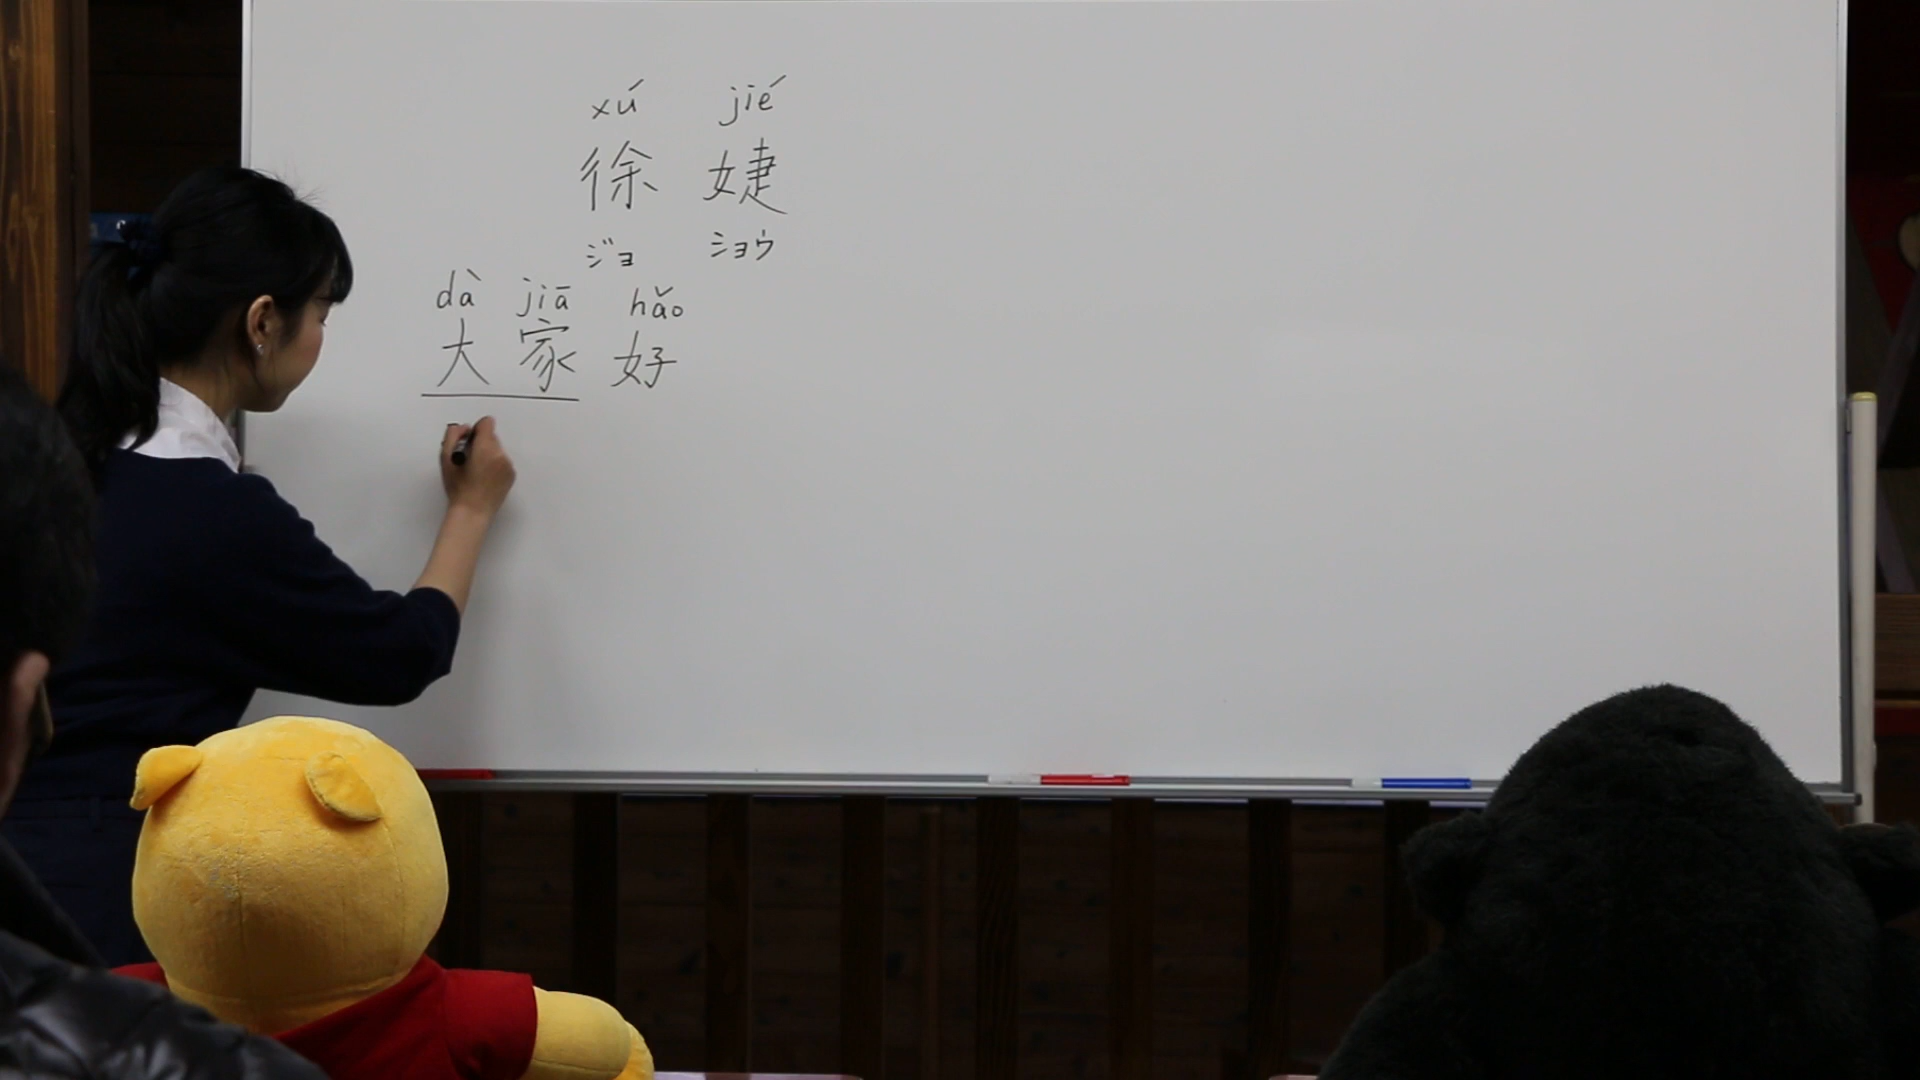 xú jié
徐 婕
ジョ ショウ
dà jiā hǎo
大 家 好